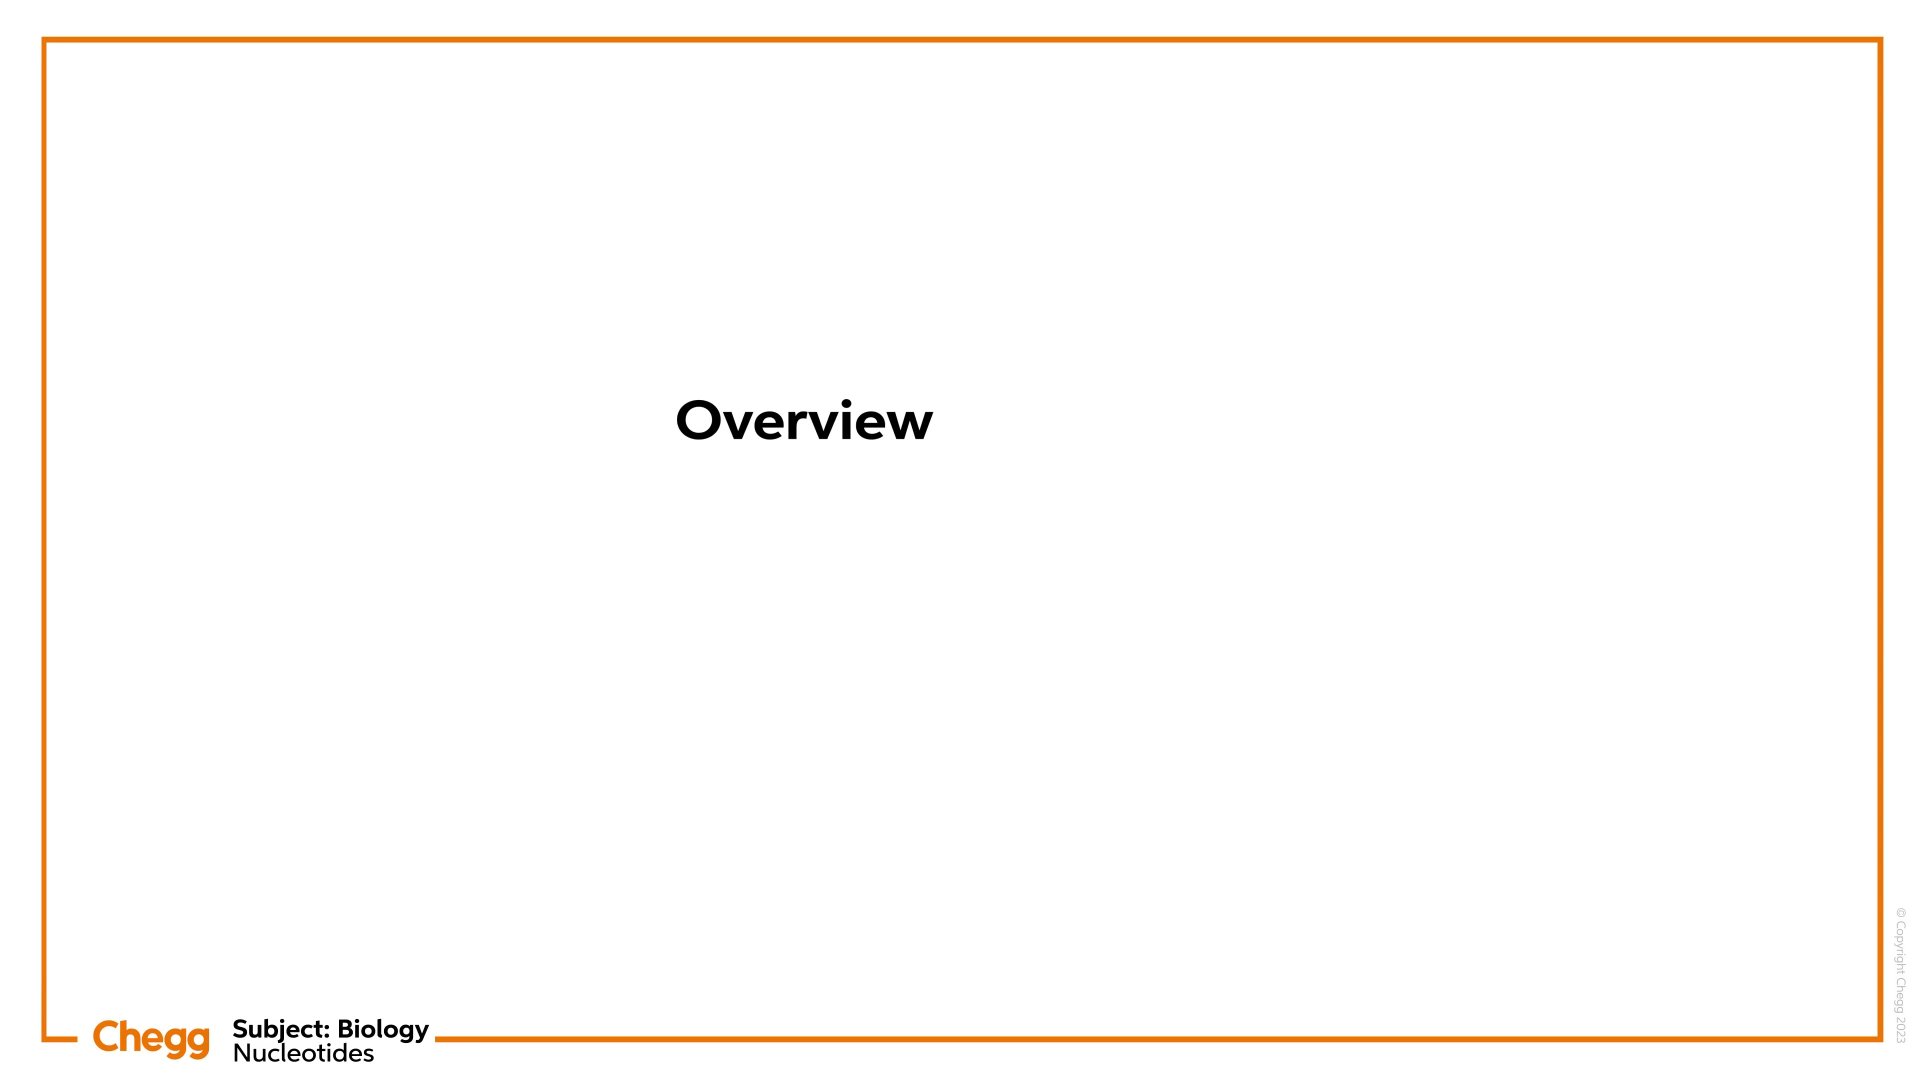 Overview
Chegg
Subject: Biology
Nucleotides
© Copyright Chegg 2023